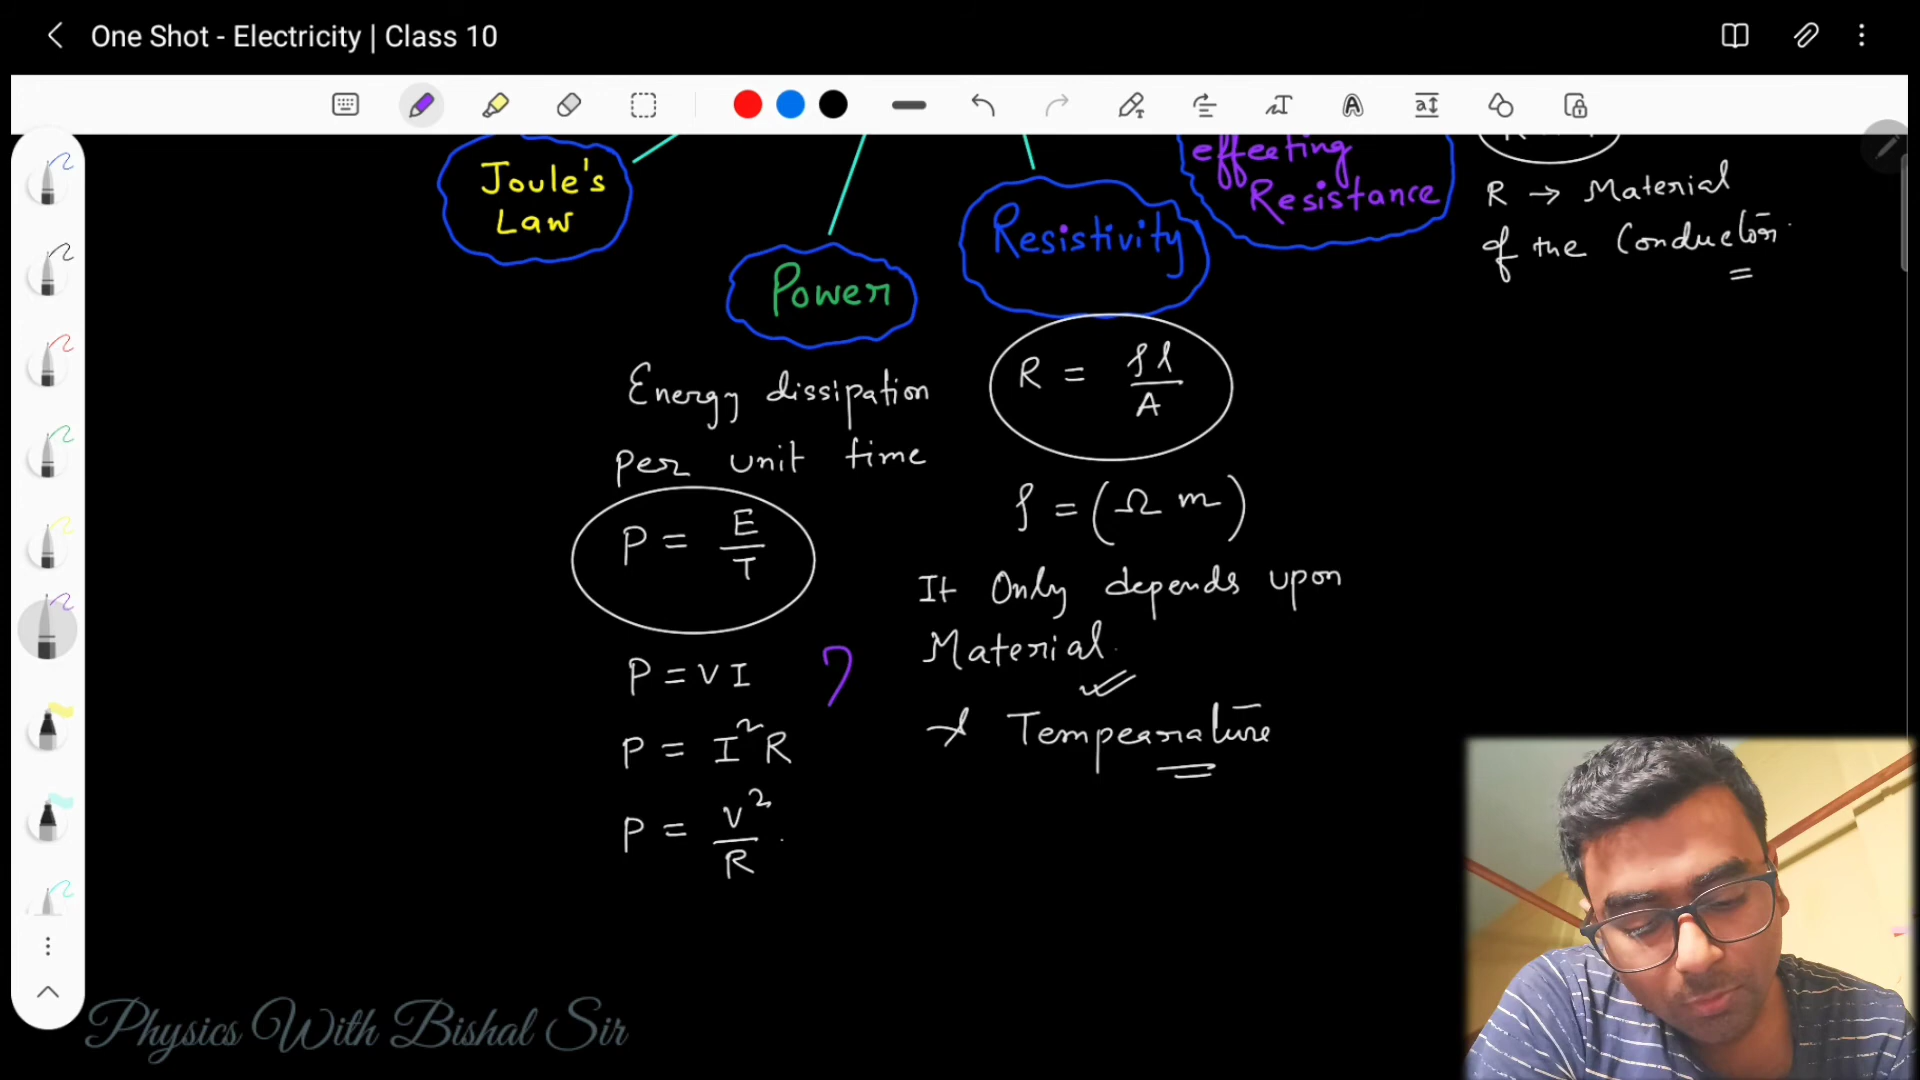 One Shot - Electricity | Class 10
Joule's
Law
Power
Resistivity
effecting
Resistance
R → Material
of the Conductor
Energy dissipation
per unit time
P = E/T
P = VI
P = I²R
P = V²/R
R = ρl/A
ρ = (Ω m)
It Only depends upon
Material
Tempearature
Physics With Bishal Sir